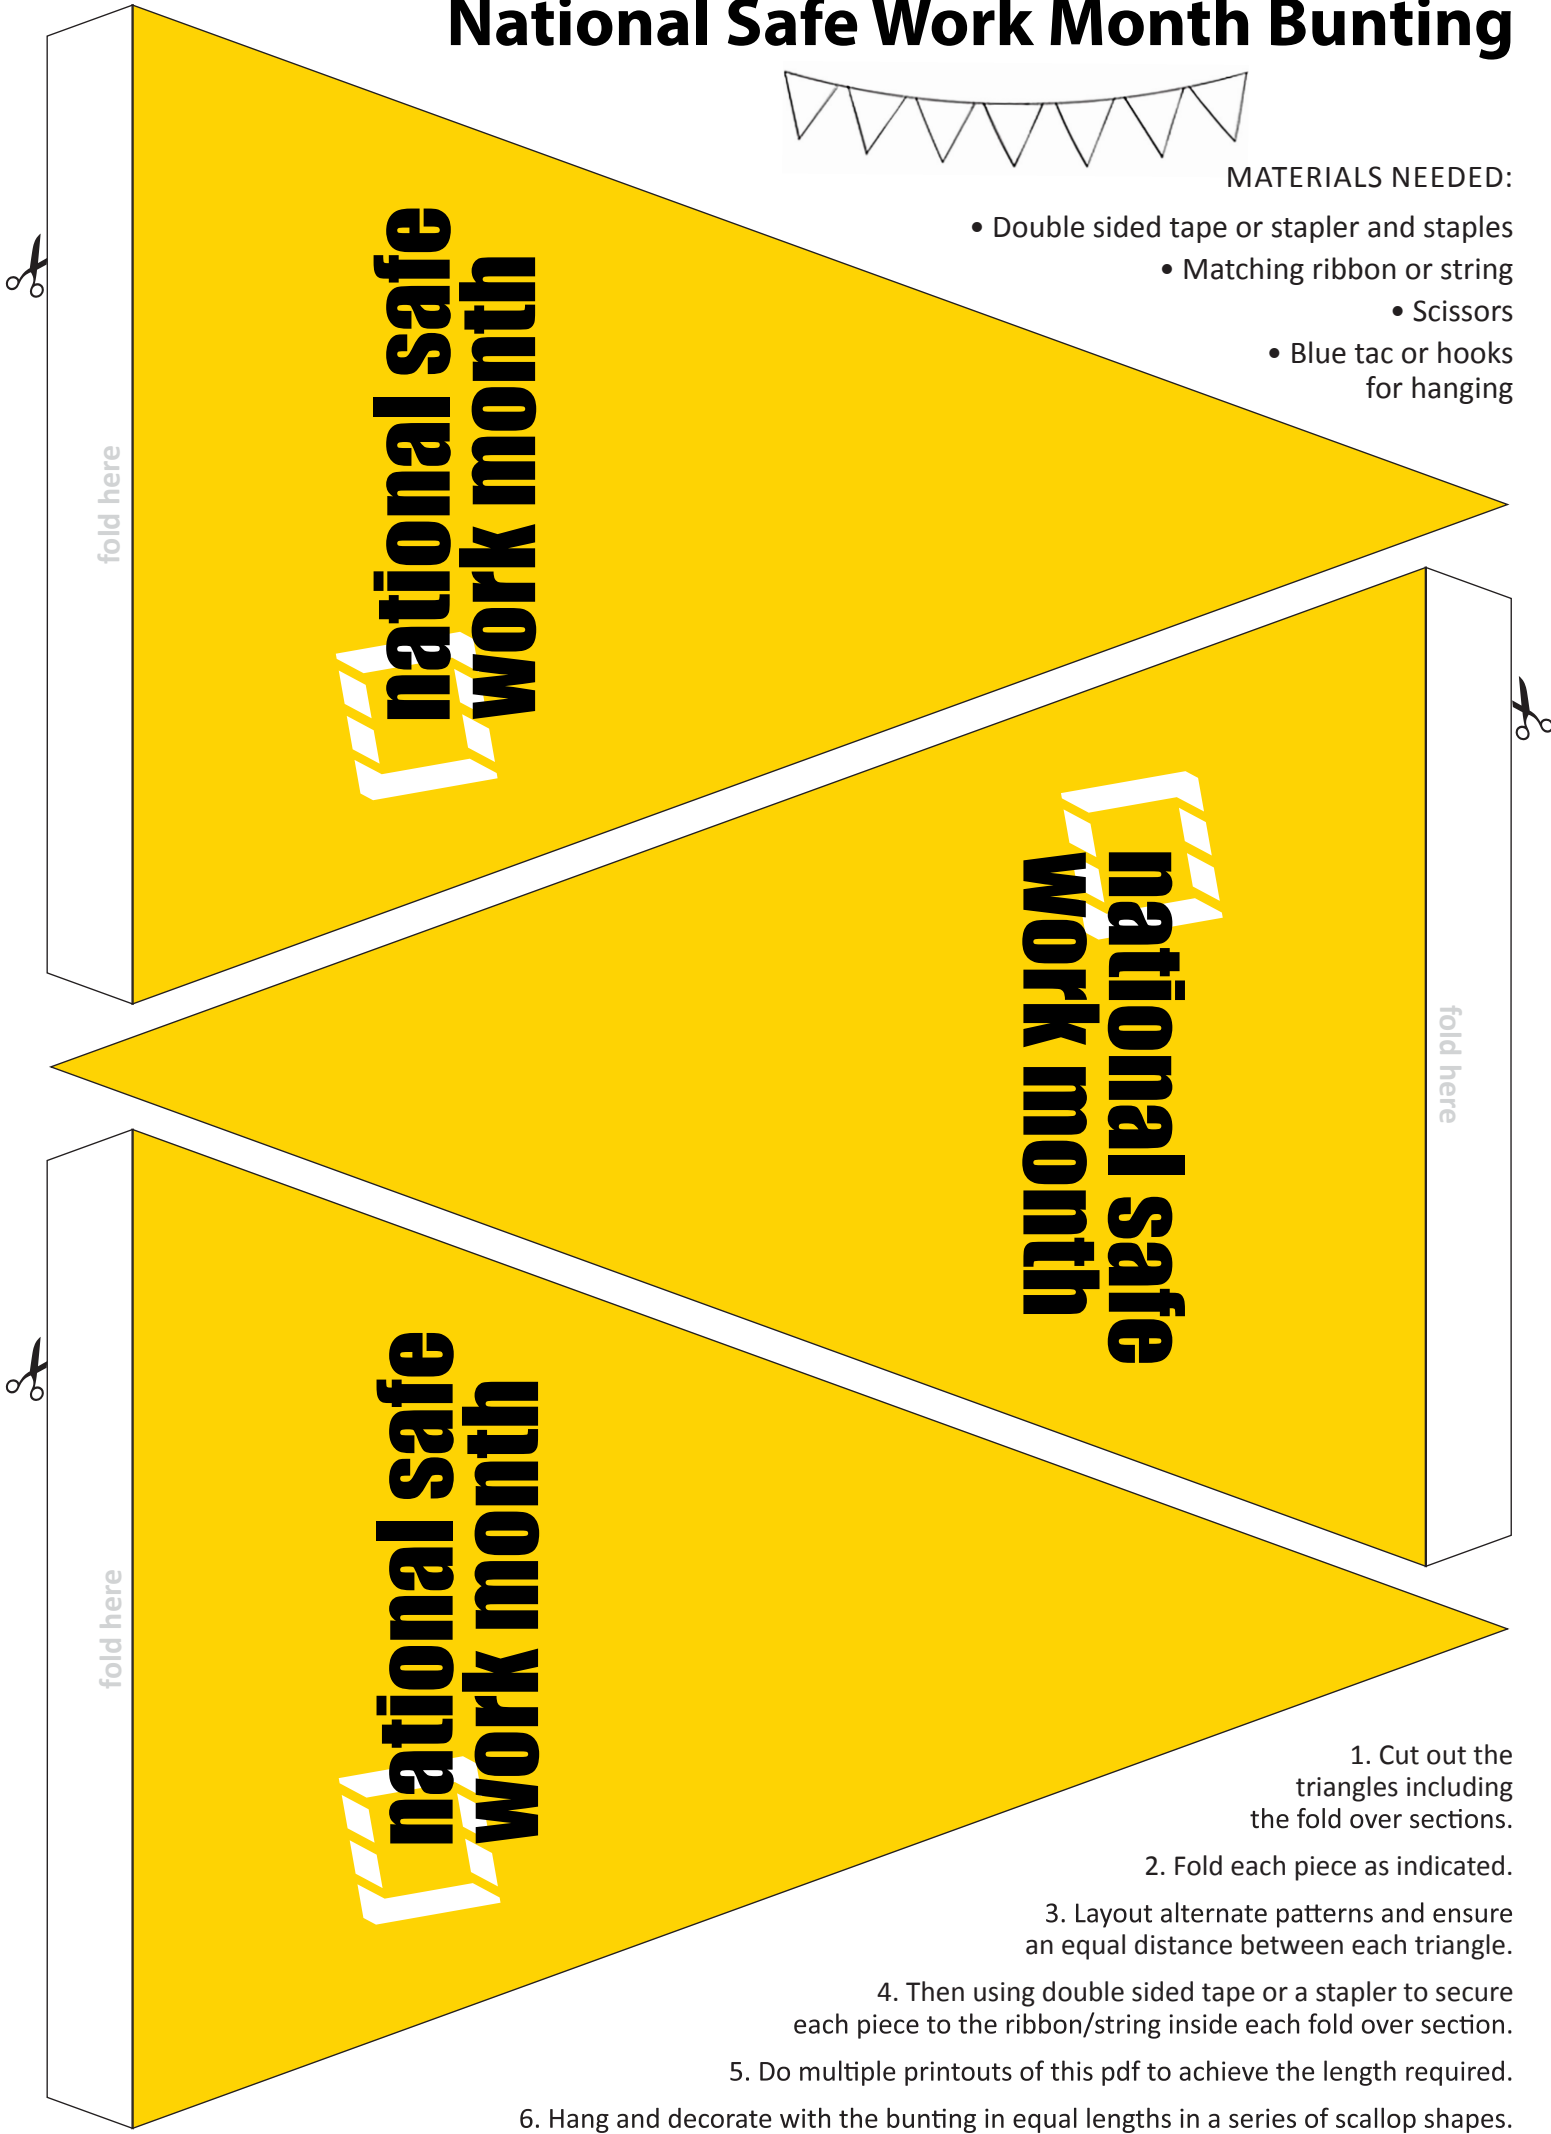 National Safe Work Month Bunting
MATERIALS NEEDED:
• Double sided tape or stapler and staples
• Matching ribbon or string
• Scissors
• Blue tac or hooks
for hanging
fold here
national safe
work month
national safe
work month
fold here
fold here
national safe
work month
1. Cut out the
triangles including
the fold over sections.
2. Fold each piece as indicated.
3. Layout alternate patterns and ensure
an equal distance between each triangle.
4. Then using double sided tape or a stapler to secure
each piece to the ribbon/string inside each fold over section.
5. Do multiple printouts of this pdf to achieve the length required.
6. Hang and decorate with the bunting in equal lengths in a series of scallop shapes.